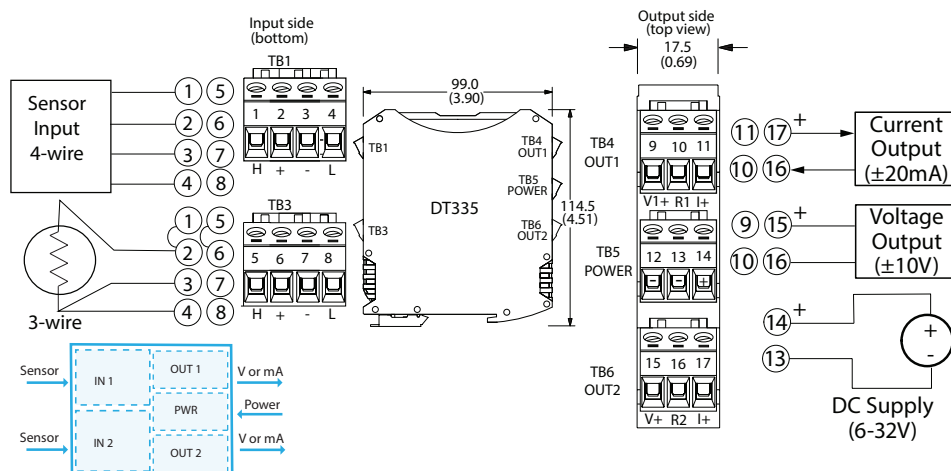 Input side
(bottom)
TB1
Sensor
Input
4-wire
1 5
2 6
3 7
4 8
1 2 3 4
H + - L
TB3
1 5
2 6
3 7
4 8
3-wire
5 6 7 8
H + - L
99.0
(3.90)
TB1
TB3
DT335
TB4
OUT1
TB5
POWER
TB6
OUT2
114.5
(4.51)
Output side
(top view)
17.5
(0.69)
TB4
OUT1
9 10 11
V1+ R1 I+
TB5
POWER
12 13 14
- - +
TB6
OUT2
15 16 17
V+ R2 I+
11 17 +
10 16
Current
Output
(±20mA)
9 15 +
10 16
Voltage
Output
(±10V)
14 +
13
+
-
DC Supply
(6-32V)
Sensor
IN 1
OUT 1
V or mA
PWR
Power
Sensor
IN 2
OUT 2
V or mA